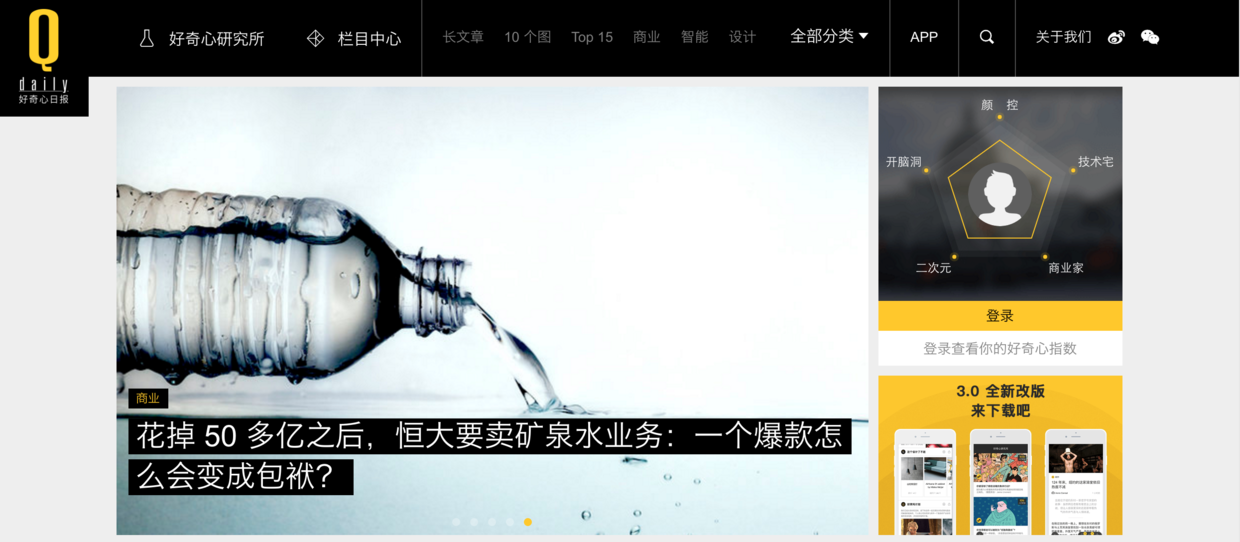 Q
daily
好奇心日报
好奇心研究所
栏目中心
长文章
10 个图
Top 15
商业
智能
设计
全部分类
APP
关于我们
商业
花掉 50 多亿之后，恒大要卖矿泉水业务：一个爆款怎
么会变成包袱？
颜 控
开脑洞
技术宅
二次元
商业家
登录
登录查看你的好奇心指数
3.0 全新改版
来下载吧